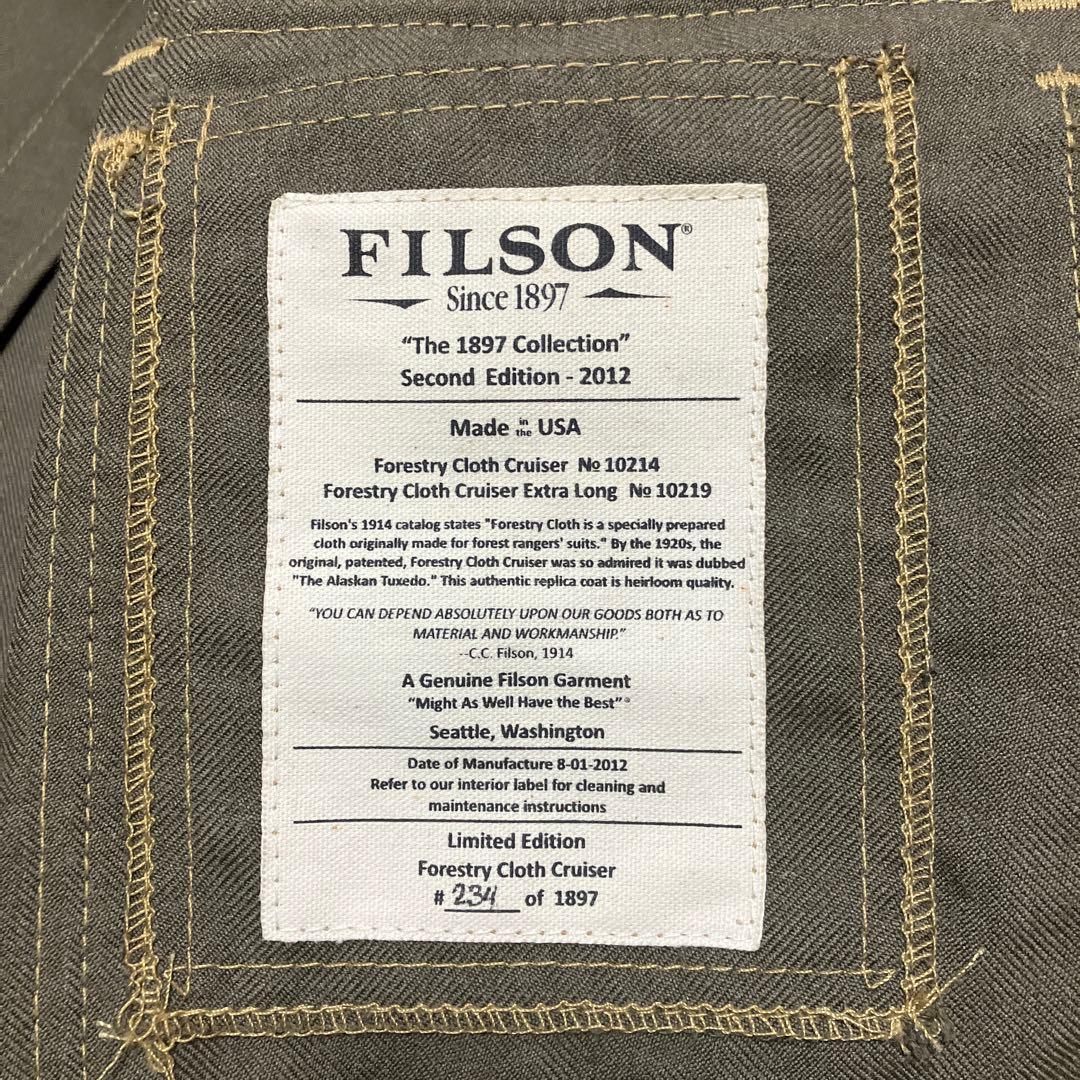 FILSON®
Since 1897
“The 1897 Collection”
Second Edition - 2012
Made in the USA
Forestry Cloth Cruiser No 10214
Forestry Cloth Cruiser Extra Long No 10219
Filson's 1914 catalog states "Forestry Cloth is a specially prepared
cloth originally made for forest rangers' suits." By the 1920s, the
original, patented, Forestry Cloth Cruiser was so admired it was dubbed
"The Alaskan Tuxedo." This authentic replica coat is heirloom quality.
“YOU CAN DEPEND ABSOLUTELY UPON OUR GOODS BOTH AS TO
MATERIAL AND WORKMANSHIP.”
--C.C. Filson, 1914
A Genuine Filson Garment
“Might As Well Have the Best”®
Seattle, Washington
Date of Manufacture 8-01-2012
Refer to our interior label for cleaning and
maintenance instructions
Limited Edition
Forestry Cloth Cruiser
# 234 of 1897